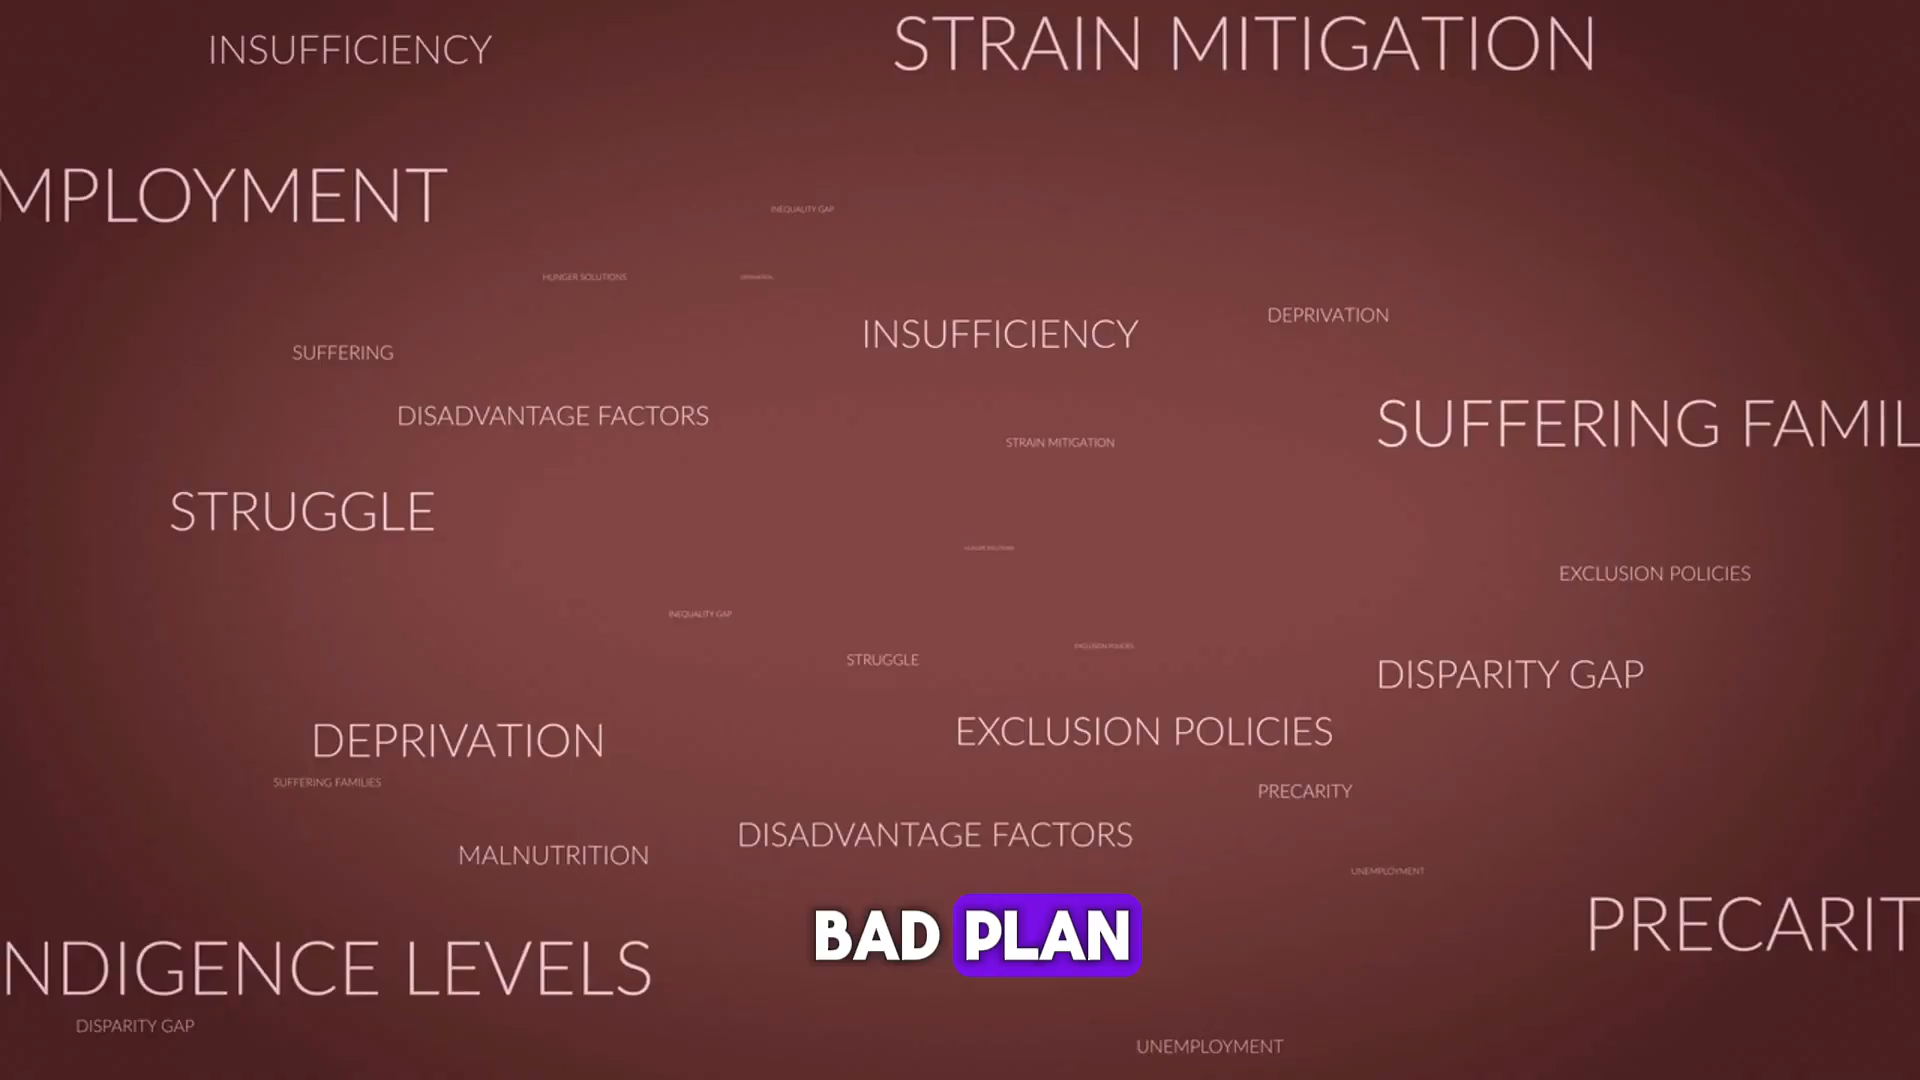 INSUFFICIENCY
STRAIN MITIGATION
MPLOYMENT
INEQUALITY GAP
HUNGER SOLUTIONS
INSUFFICIENCY
DEPRIVATION
SUFFERING
DISADVANTAGE FACTORS
SUFFERING FAMIL
STRAIN MITIGATION
STRUGGLE
EXCLUSION POLICIES
INEQUALITY GAP
EXCLUSION POLICIES
STRUGGLE
DISPARITY GAP
DEPRIVATION
EXCLUSION POLICIES
SUFFERING FAMILIES
PRECARITY
DISADVANTAGE FACTORS
MALNUTRITION
UNEMPLOYMENT
BAD PLAN
PRECARIT
NDIGENCE LEVELS
DISPARITY GAP
UNEMPLOYMENT